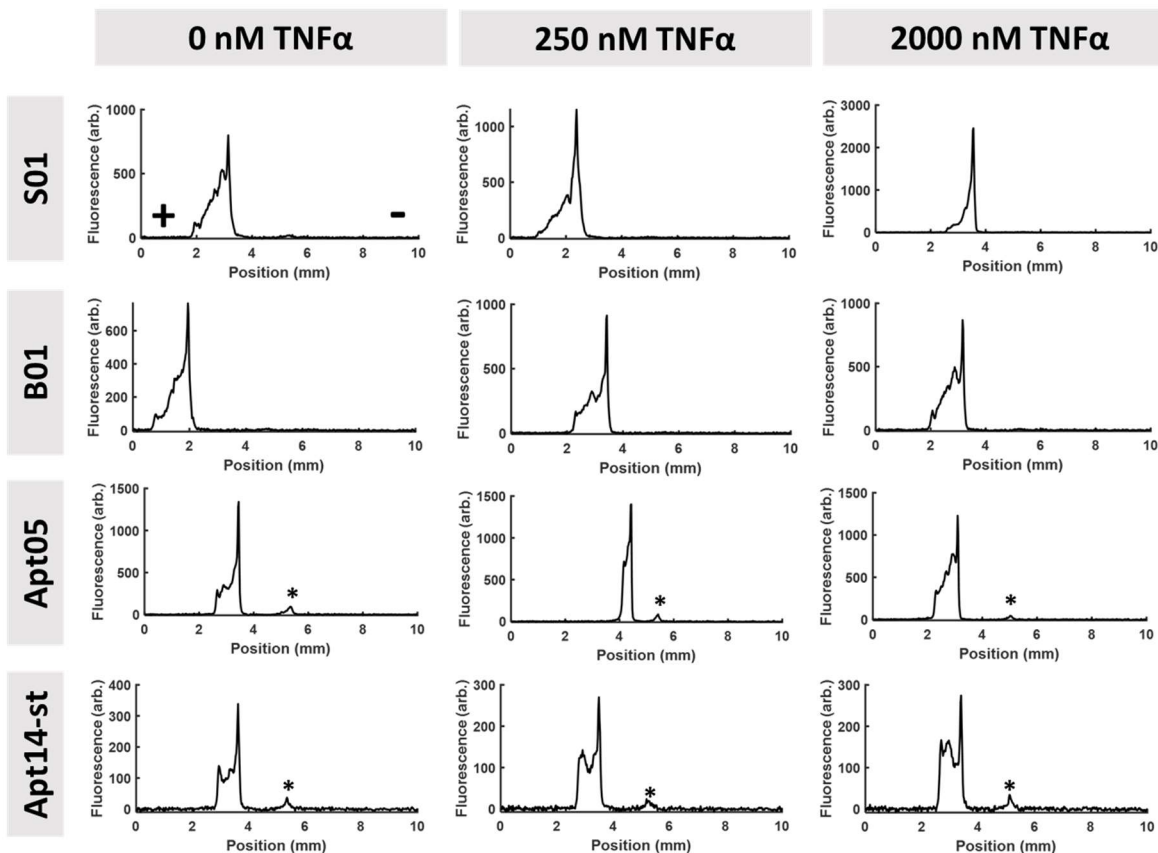 0 nM TNFα
250 nM TNFα
2000 nM TNFα
S01
Fluorescence (arb.)
1000
500
0
+
-
0 2 4 6 8 10
Position (mm)
Fluorescence (arb.)
1000
500
0
0 2 4 6 8 10
Position (mm)
Fluorescence (arb.)
3000
2000
1000
0
0 2 4 6 8 10
Position (mm)
B01
Fluorescence (arb.)
600
400
200
0
0 2 4 6 8 10
Position (mm)
Fluorescence (arb.)
1000
500
0
0 2 4 6 8 10
Position (mm)
Fluorescence (arb.)
1000
500
0
0 2 4 6 8 10
Position (mm)
Apt05
Fluorescence (arb.)
1500
1000
500
0
*
0 2 4 6 8 10
Position (mm)
Fluorescence (arb.)
1500
1000
500
0
*
0 2 4 6 8 10
Position (mm)
Fluorescence (arb.)
1500
1000
500
0
*
0 2 4 6 8 10
Position (mm)
Apt14-st
Fluorescence (arb.)
400
300
200
100
0
*
0 2 4 6 8 10
Position (mm)
Fluorescence (arb.)
300
200
100
0
*
0 2 4 6 8 10
Position (mm)
Fluorescence (arb.)
300
200
100
0
*
0 2 4 6 8 10
Position (mm)